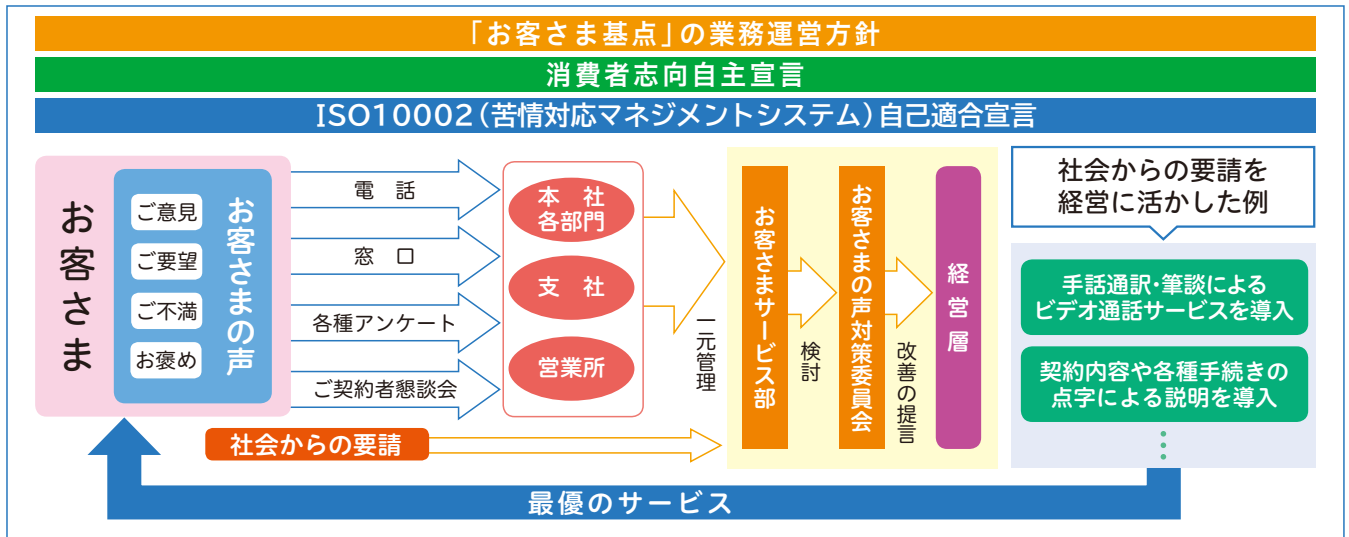 「お客さま基点」の業務運営方針
消費者志向自主宣言
ISO10002（苦情対応マネジメントシステム）自己適合宣言
お客さま
お客さまの声
ご意見
ご要望
ご不満
お褒め
電　話
窓　口
各種アンケート
ご契約者懇談会
本　社
各部門
支　社
営業所
一元管理
お客さまサービス部
検討
お客さまの声対策委員会
改善の提言
経営層
社会からの要請を
経営に活かした例
手話通訳・筆談による
ビデオ通話サービスを導入
契約内容や各種手続きの
点字による説明を導入
社会からの要請
最優のサービス